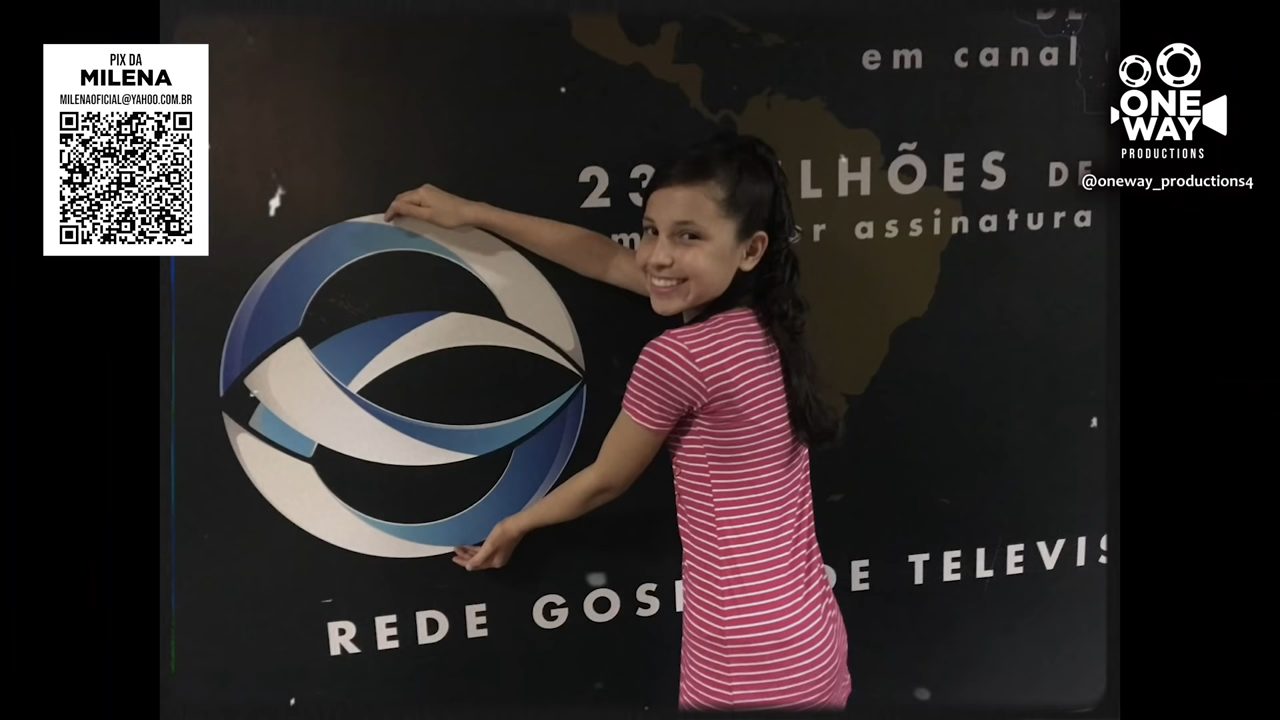 PIX DA
MILENA
MILENAOFICIAL@YAHOO.COM.BR
em canal
LHÕES DE
assinatura
REDE GOS DE TELEVIS
ONE
WAY
PRODUCTIONS
@oneway_productions4